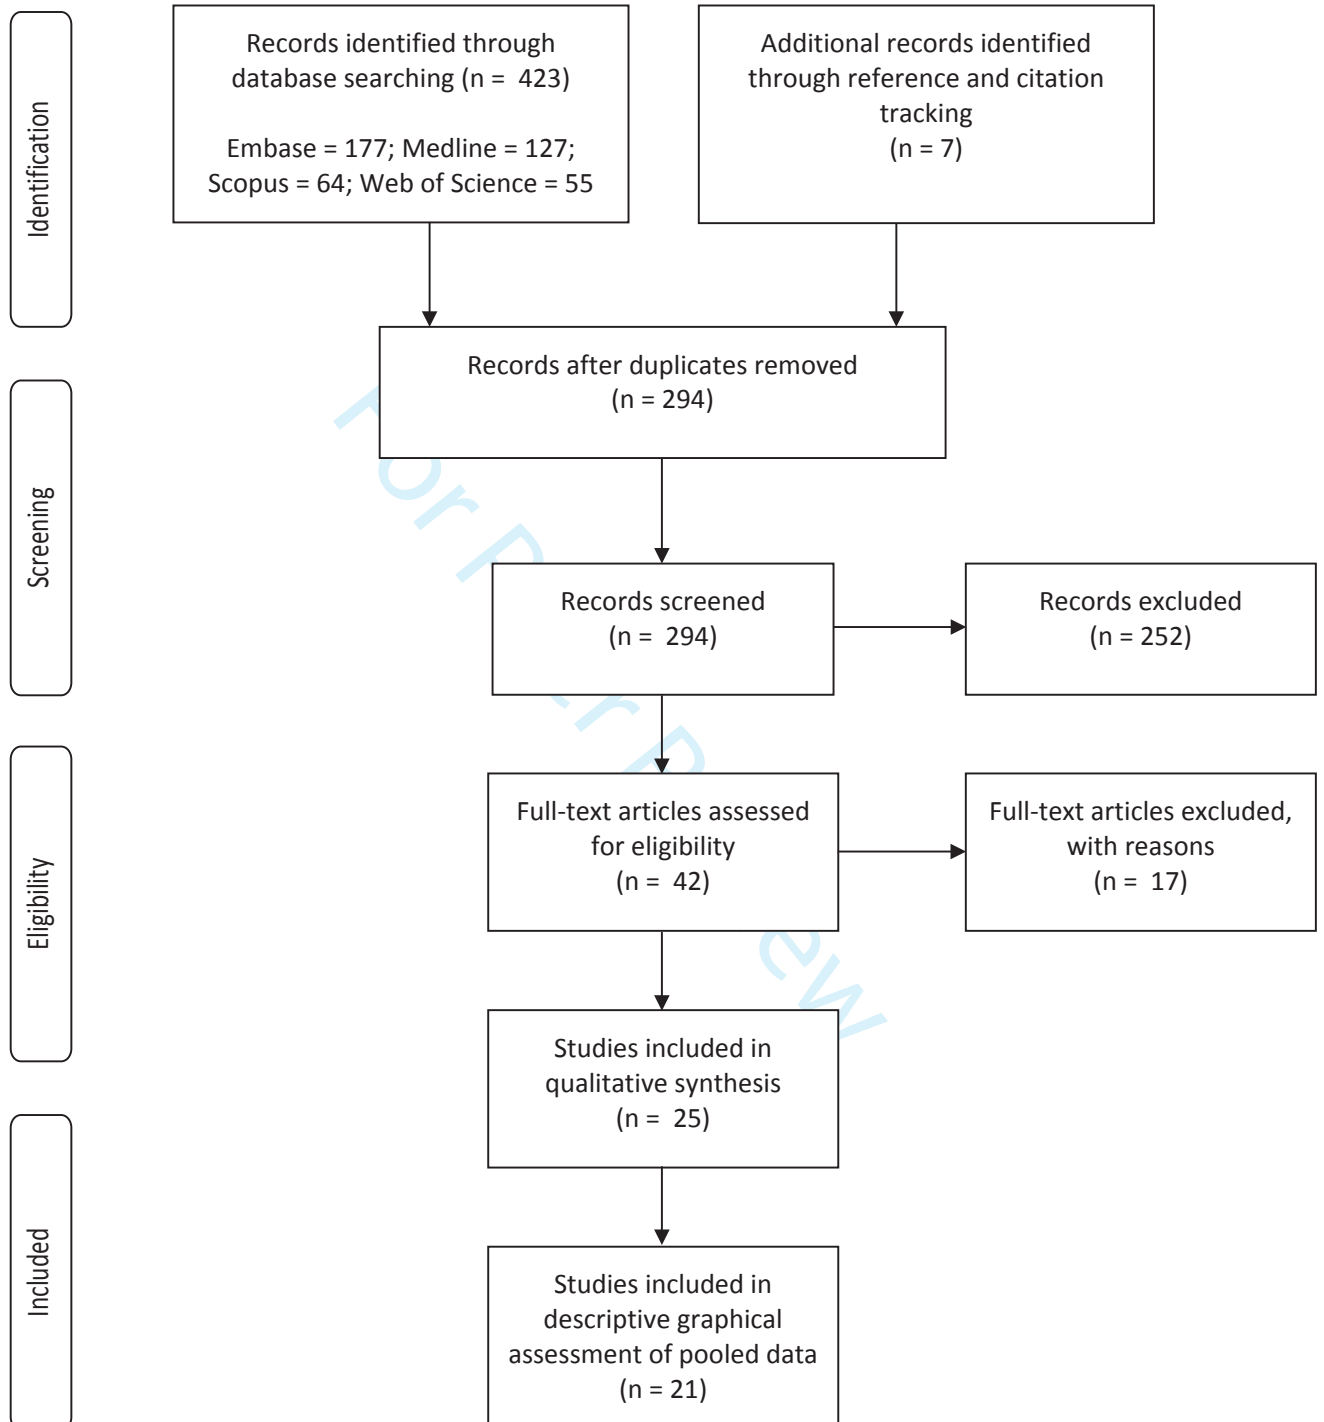 Identification
Records identified through
database searching (n = 423)
Embase = 177; Medline = 127;
Scopus = 64; Web of Science = 55
Additional records identified
through reference and citation
tracking
(n = 7)
Records after duplicates removed
(n = 294)
Screening
Records screened
(n = 294)
Records excluded
(n = 252)
Eligibility
Full-text articles assessed
for eligibility
(n = 42)
Full-text articles excluded,
with reasons
(n = 17)
Studies included in
qualitative synthesis
(n = 25)
Included
Studies included in
descriptive graphical
assessment of pooled data
(n = 21)